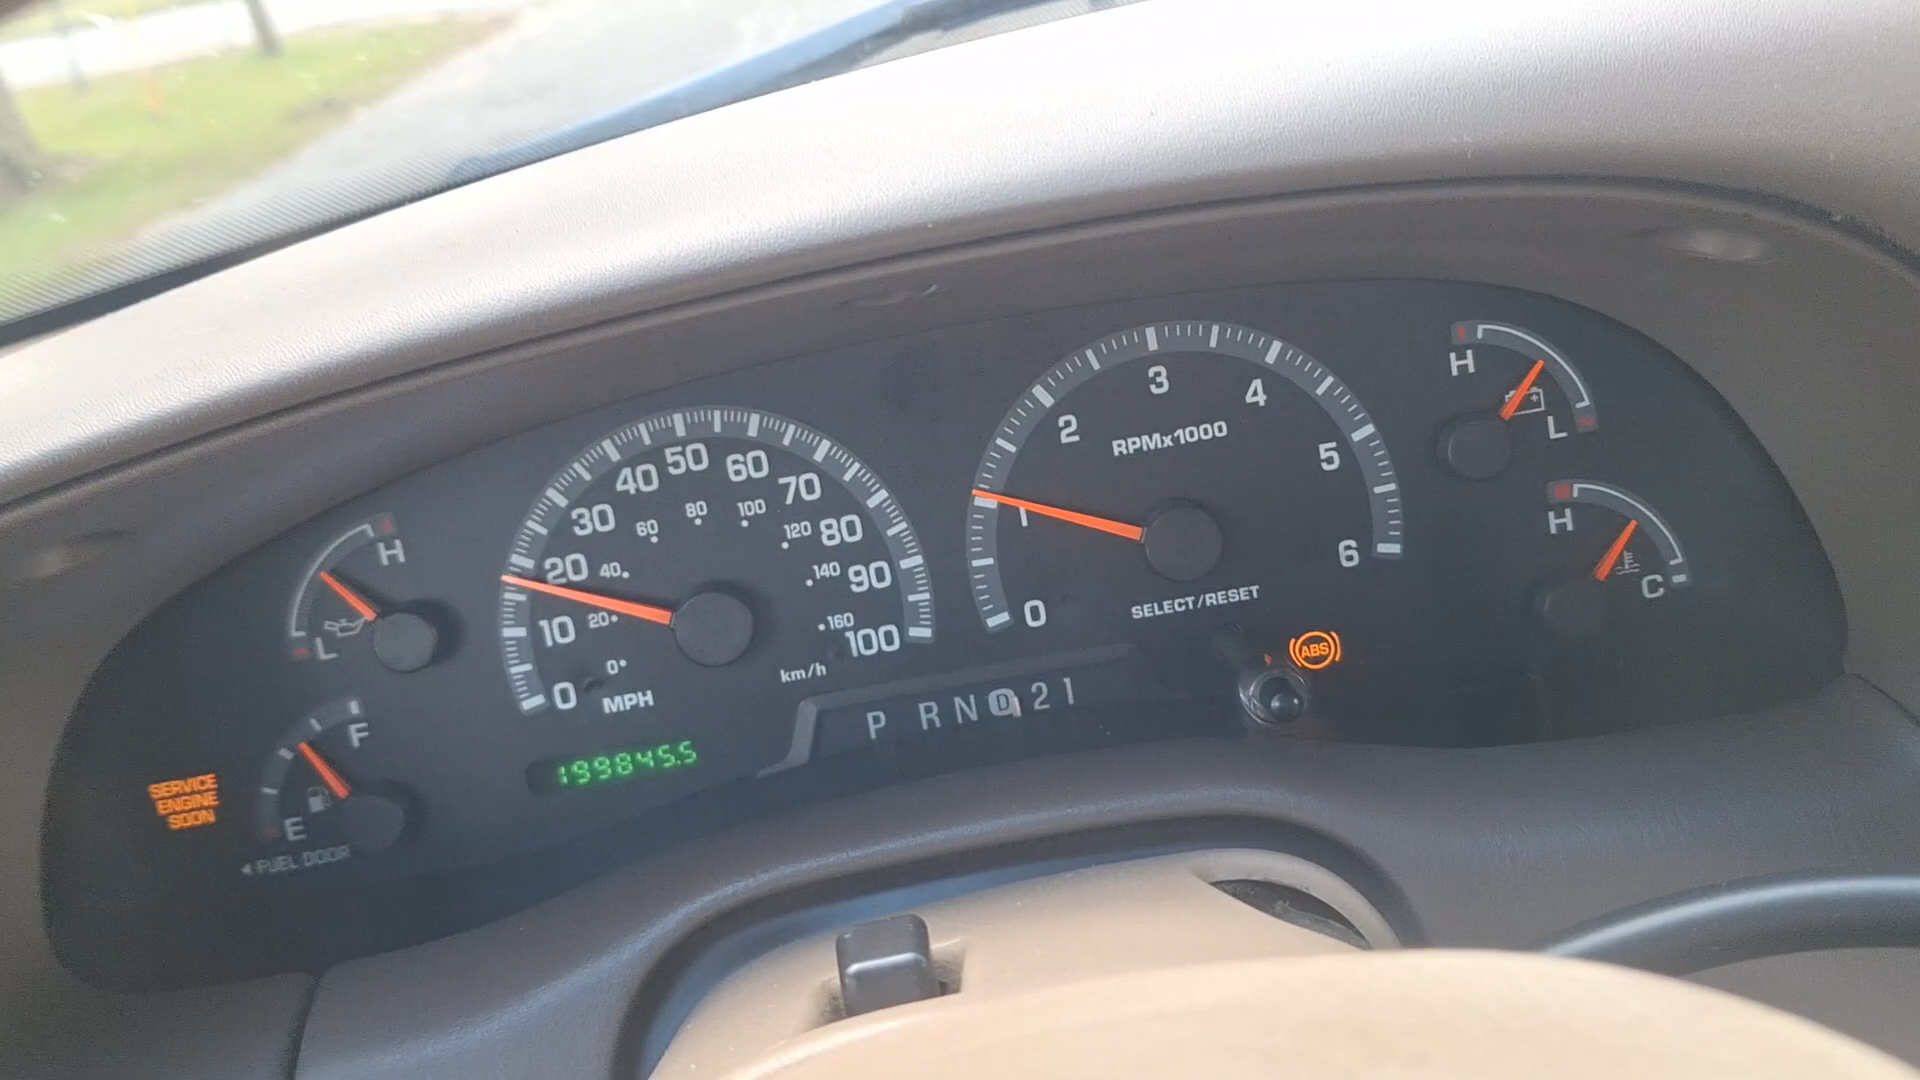 H
L
F
E
FUEL DOOR
SERVICE
ENGINE
SOON
0 10 20 30 40 50 60 70 80 90 100
0 20 40 60 80 100 120 140 160
MPH
km/h
199845.5
0 1 2 3 4 5 6
RPMx1000
SELECT/RESET
P R N D 2 1
ABS
H
L
H
C